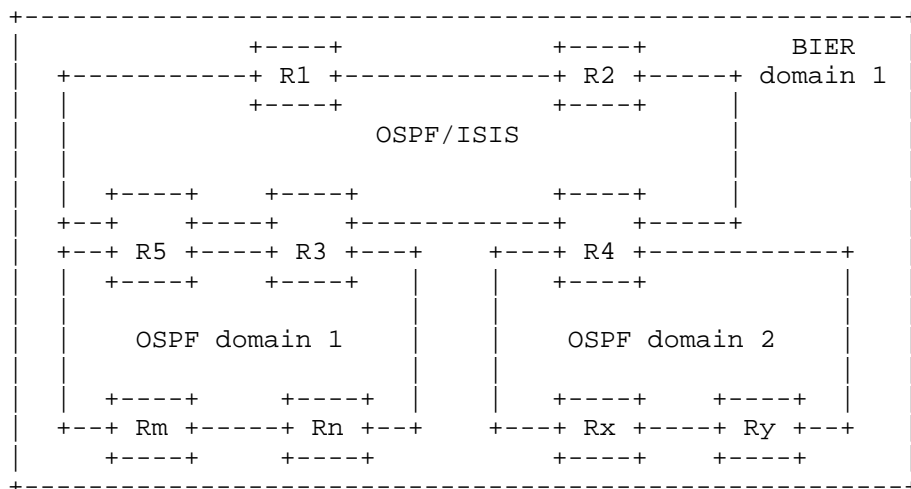 BIER
R1 R2 domain 1
OSPF/ISIS
R5 R3 R4
OSPF domain 1 OSPF domain 2
Rm Rn Rx Ry